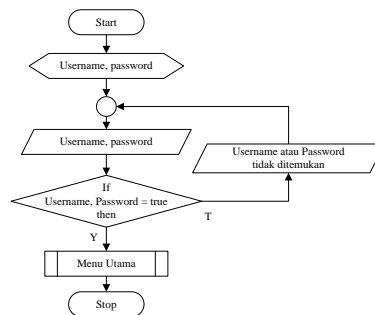 Start
Username, password
Username, password
Username atau Password
tidak ditemukan
If
Username, Password = true
then
T
Y
Menu Utama
Stop